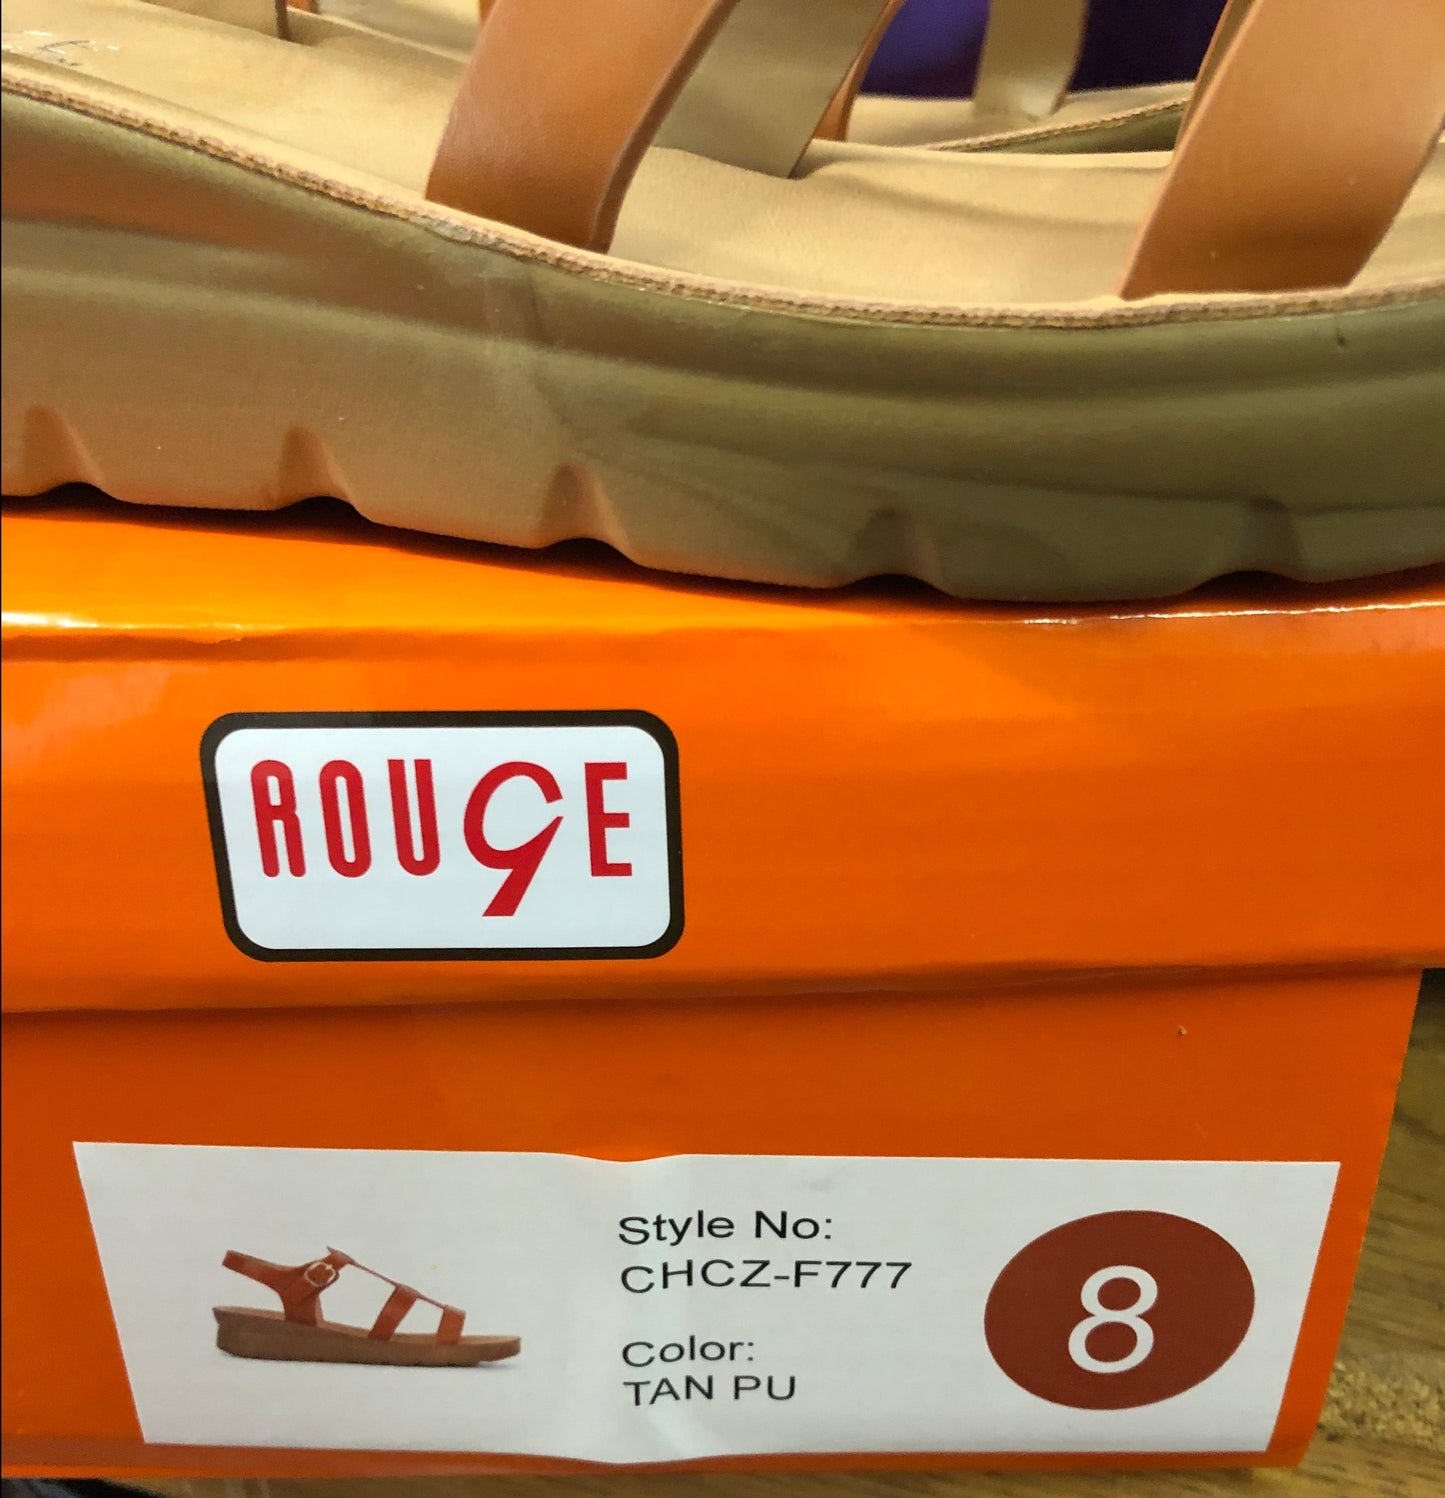 ROUGE
Style No:
CHCZ-F777
Color:
TAN PU
8